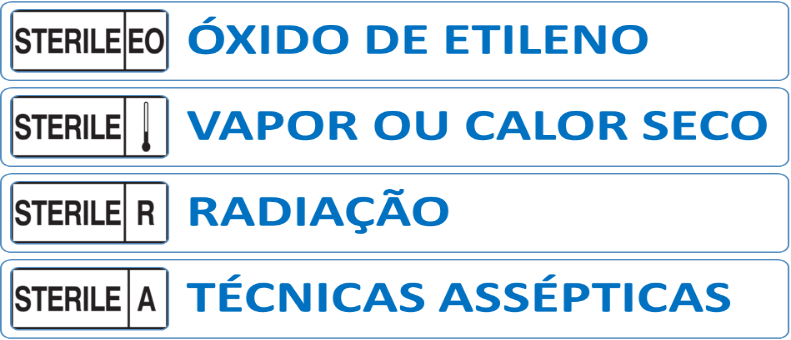 STERILE EO ÓXIDO DE ETILENO
STERILE VAPOR OU CALOR SECO
STERILE R RADIAÇÃO
STERILE A TÉCNICAS ASSÉPTICAS